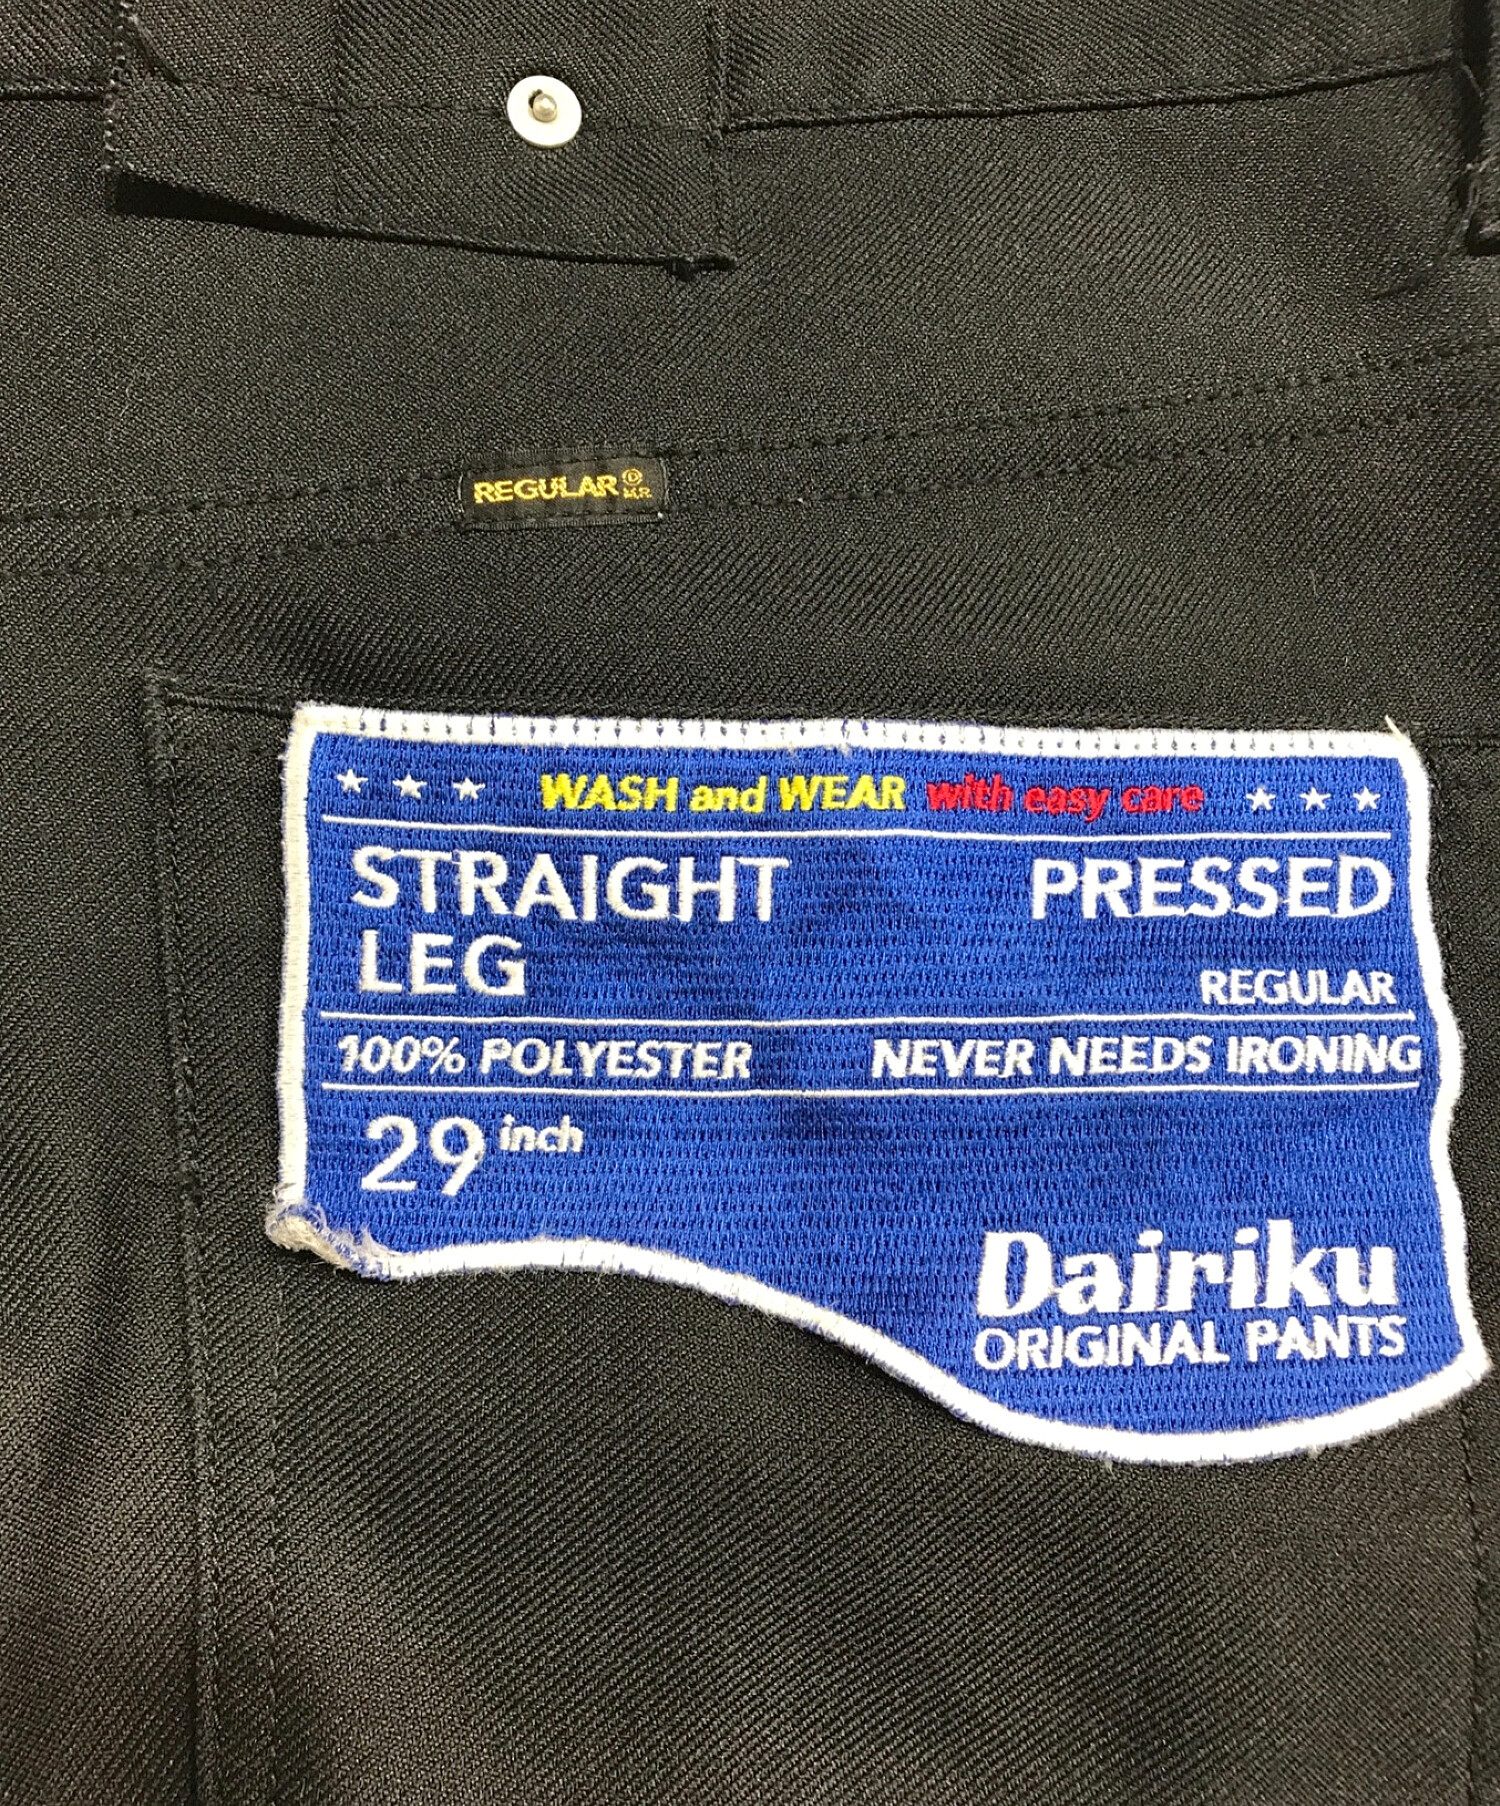 REGULAR Ⓓ
M.R
★ ★ ★ WASH and WEAR with easy care ★ ★ ★
STRAIGHT PRESSED
LEG
REGULAR
100% POLYESTER NEVER NEEDS IRONING
29 inch
Dairiku
ORIGINAL PANTS